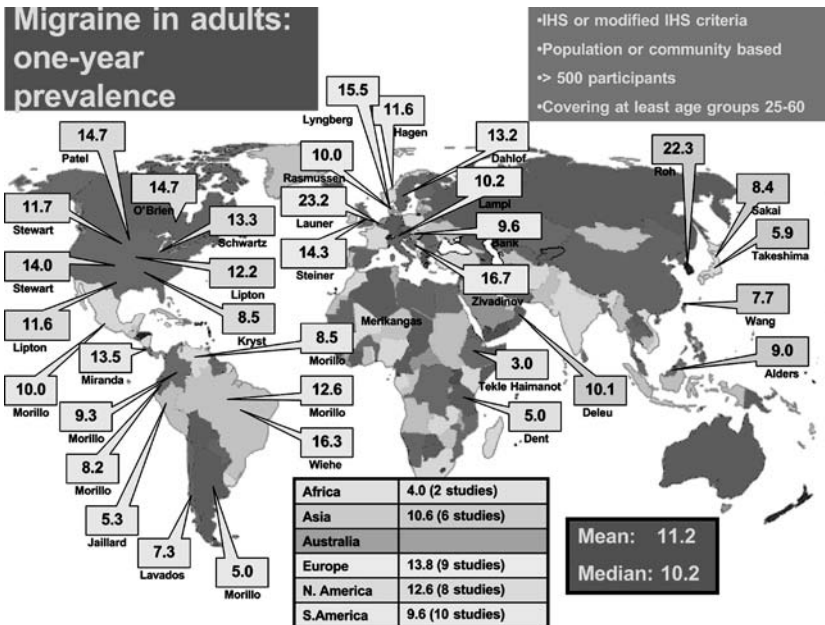 Migraine in adults:
one-year
prevalence
•IHS or modified IHS criteria
•Population or community based
•> 500 participants
•Covering at least age groups 25-60
15.5
Lyngberg
11.6
Hagen
14.7
Patel
10.0
Rasmussen
13.2
Dahlof
22.3
Roh
14.7
O'Brien
23.2
Launer
10.2
Lampl
8.4
Sakai
11.7
Stewart
13.3
Schwartz
14.3
Steiner
9.6
Bank
5.9
Takeshima
14.0
Stewart
12.2
Lipton
16.7
Zivadinov
7.7
Wang
11.6
Lipton
8.5
Kryst
8.5
Morillo
Merikangas
13.5
Miranda
3.0
Tekle Haimanot
9.0
Alders
10.0
Morillo
9.3
Morillo
12.6
Morillo
10.1
Deleu
5.0
Dent
8.2
Morillo
16.3
Wiehe
5.3
Jaillard
7.3
Lavados
5.0
Morillo
Africa 4.0 (2 studies)
Asia 10.6 (6 studies)
Australia
Europe 13.8 (9 studies)
N. America 12.6 (8 studies)
S.America 9.6 (10 studies)
Mean: 11.2
Median: 10.2